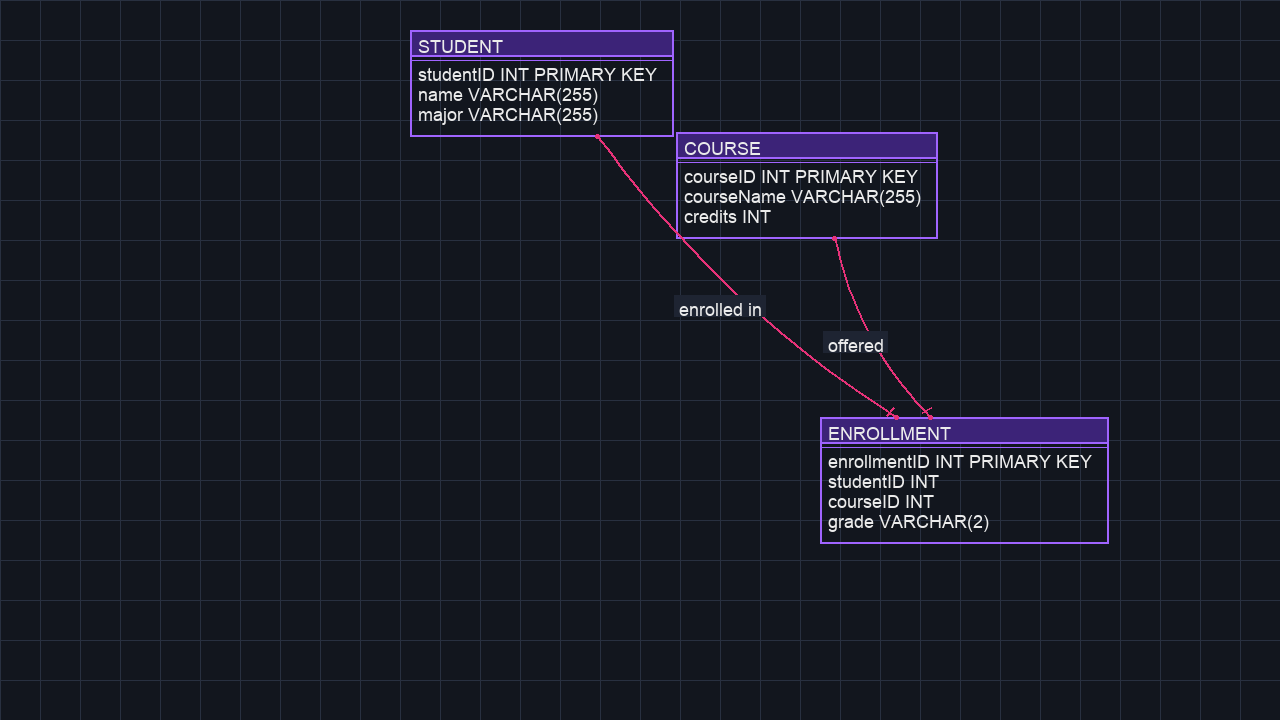 STUDENT
studentID INT PRIMARY KEY
name VARCHAR(255)
major VARCHAR(255)
COURSE
courseID INT PRIMARY KEY
courseName VARCHAR(255)
credits INT
enrolled in
offered
ENROLLMENT
enrollmentID INT PRIMARY KEY
studentID INT
courseID INT
grade VARCHAR(2)